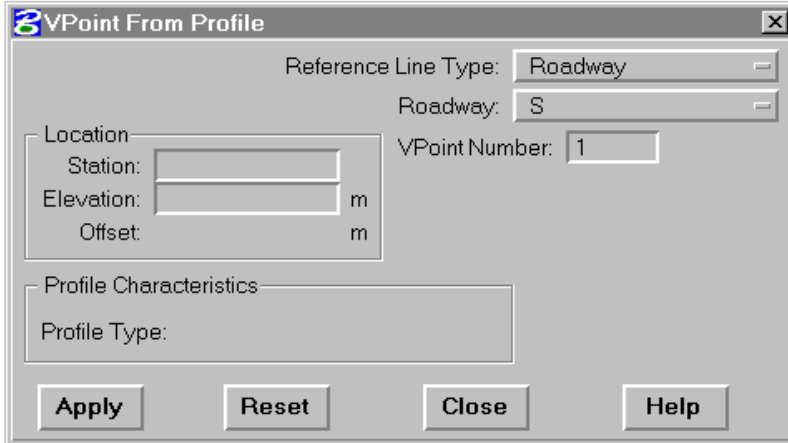 VPoint From Profile
Reference Line Type: Roadway
Roadway: S
Location
VPoint Number: 1
Station:
Elevation: m
Offset: m
Profile Characteristics
Profile Type:
Apply Reset Close Help